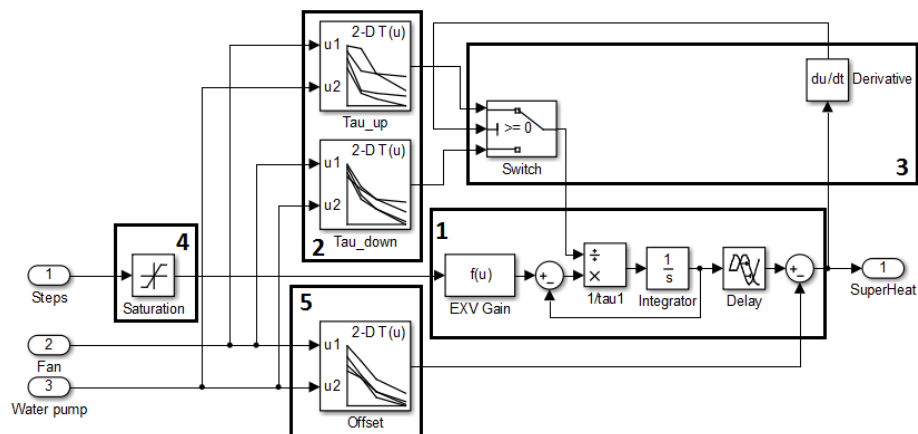 2-D T(u)
u1
u2
Tau_up
2-D T(u)
u1
u2
Tau_down
2
>= 0
Switch
du/dt
Derivative
3
4
1
Steps
Saturation
1
f(u)
EXV Gain
+
-
÷
×
1/tau1
1
s
Integrator
Delay
+
-
1
SuperHeat
5
2
Fan
3
Water pump
2-D T(u)
u1
u2
Offset